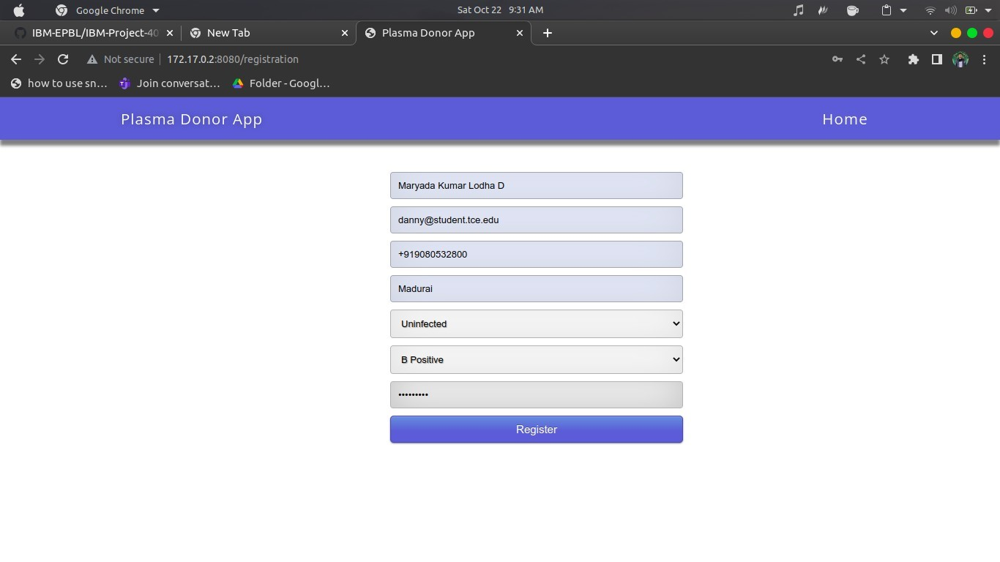 Google Chrome Sat Oct 22 9:31 AM
IBM-EPBL/IBM-Project-40 New Tab Plasma Donor App
Not secure 172.17.0.2:8080/registration
how to use sn... Join conversat... Folder - Googl...
Plasma Donor App Home
Maryada Kumar Lodha D
danny@student.tce.edu
+919080532800
Madurai
Uninfected
B Positive
•••••••••
Register